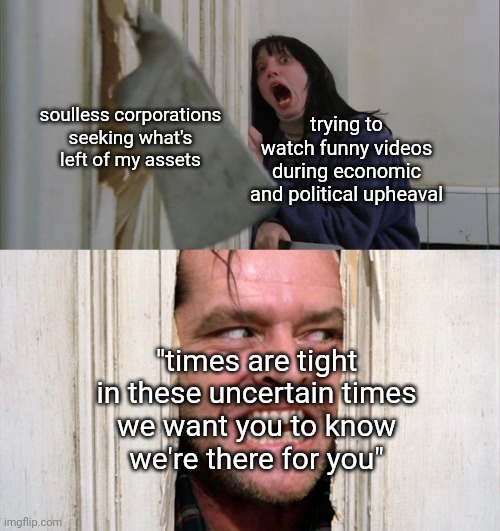 soulless corporations
seeking what's
left of my assets
trying to
watch funny videos
during economic
and political upheaval
"times are tight
in these uncertain times
we want you to know
we're there for you"
imgflip.com